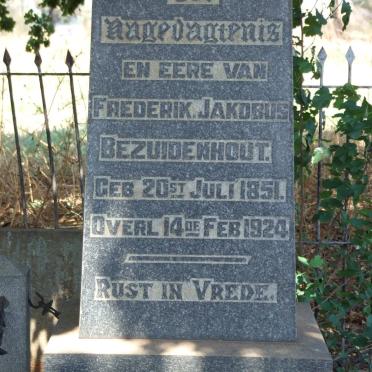 Nagedagtenis
EN EERE VAN
FREDERIK JAKOBUS
BEZUIDENHOUT.
GEB 20ST JULI 1851.
OVERL 14DE FEB 1924
RUST IN VREDE.